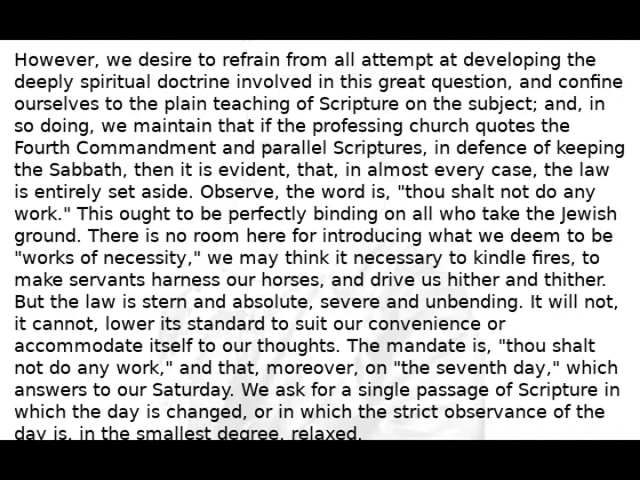 However, we desire to refrain from all attempt at developing the
deeply spiritual doctrine involved in this great question, and confine
ourselves to the plain teaching of Scripture on the subject; and, in
so doing, we maintain that if the professing church quotes the
Fourth Commandment and parallel Scriptures, in defence of keeping
the Sabbath, then it is evident, that, in almost every case, the law
is entirely set aside. Observe, the word is, "thou shalt not do any
work." This ought to be perfectly binding on all who take the Jewish
ground. There is no room here for introducing what we deem to be
"works of necessity," we may think it necessary to kindle fires, to
make servants harness our horses, and drive us hither and thither.
But the law is stern and absolute, severe and unbending. It will not,
it cannot, lower its standard to suit our convenience or
accommodate itself to our thoughts. The mandate is, "thou shalt
not do any work," and that, moreover, on "the seventh day," which
answers to our Saturday. We ask for a single passage of Scripture in
which the day is changed, or in which the strict observance of the
day is, in the smallest degree, relaxed.